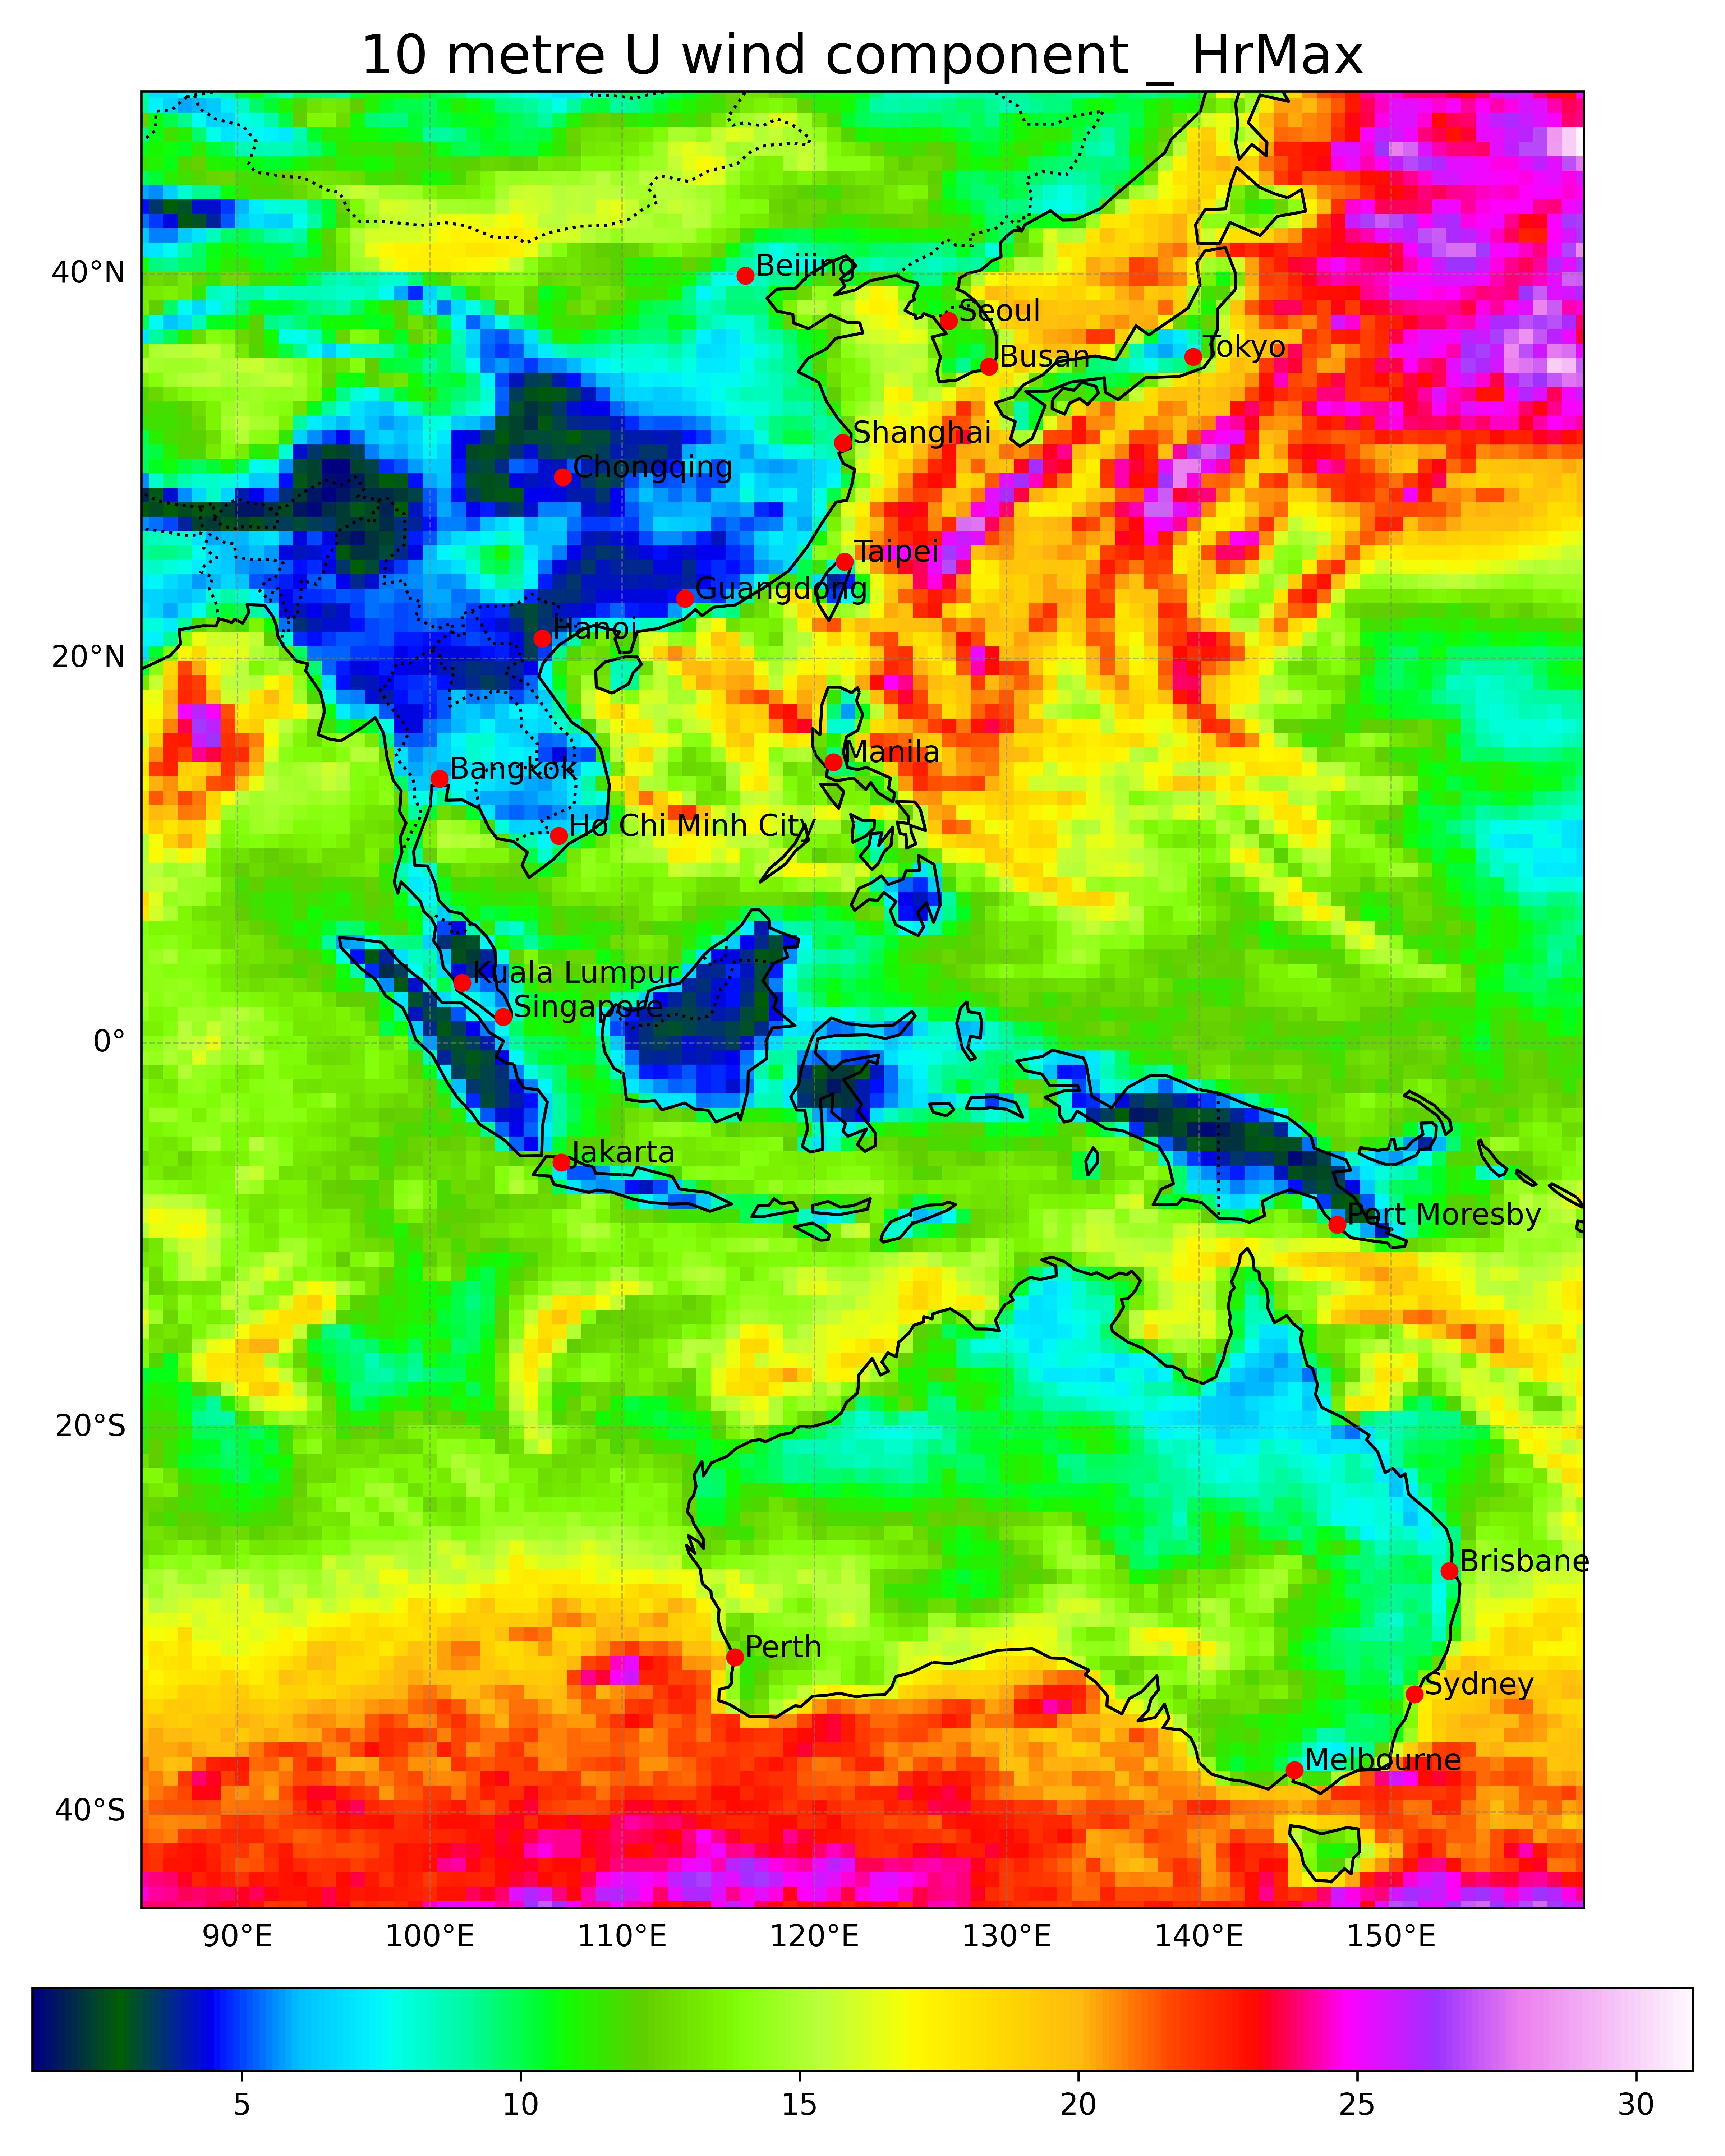 10 metre U wind component _ HrMax
40°N
20°N
0°
20°S
40°S
Beijing
Seoul
Tokyo
Busan
Shanghai
Chongqing
Taipei
Guangdong
Hanoi
Manila
Bangkok
Ho Chi Minh City
Kuala Lumpur
Singapore
Jakarta
Port Moresby
Brisbane
Perth
Sydney
Melbourne
90°E 100°E 110°E 120°E 130°E 140°E 150°E
5 10 15 20 25 30